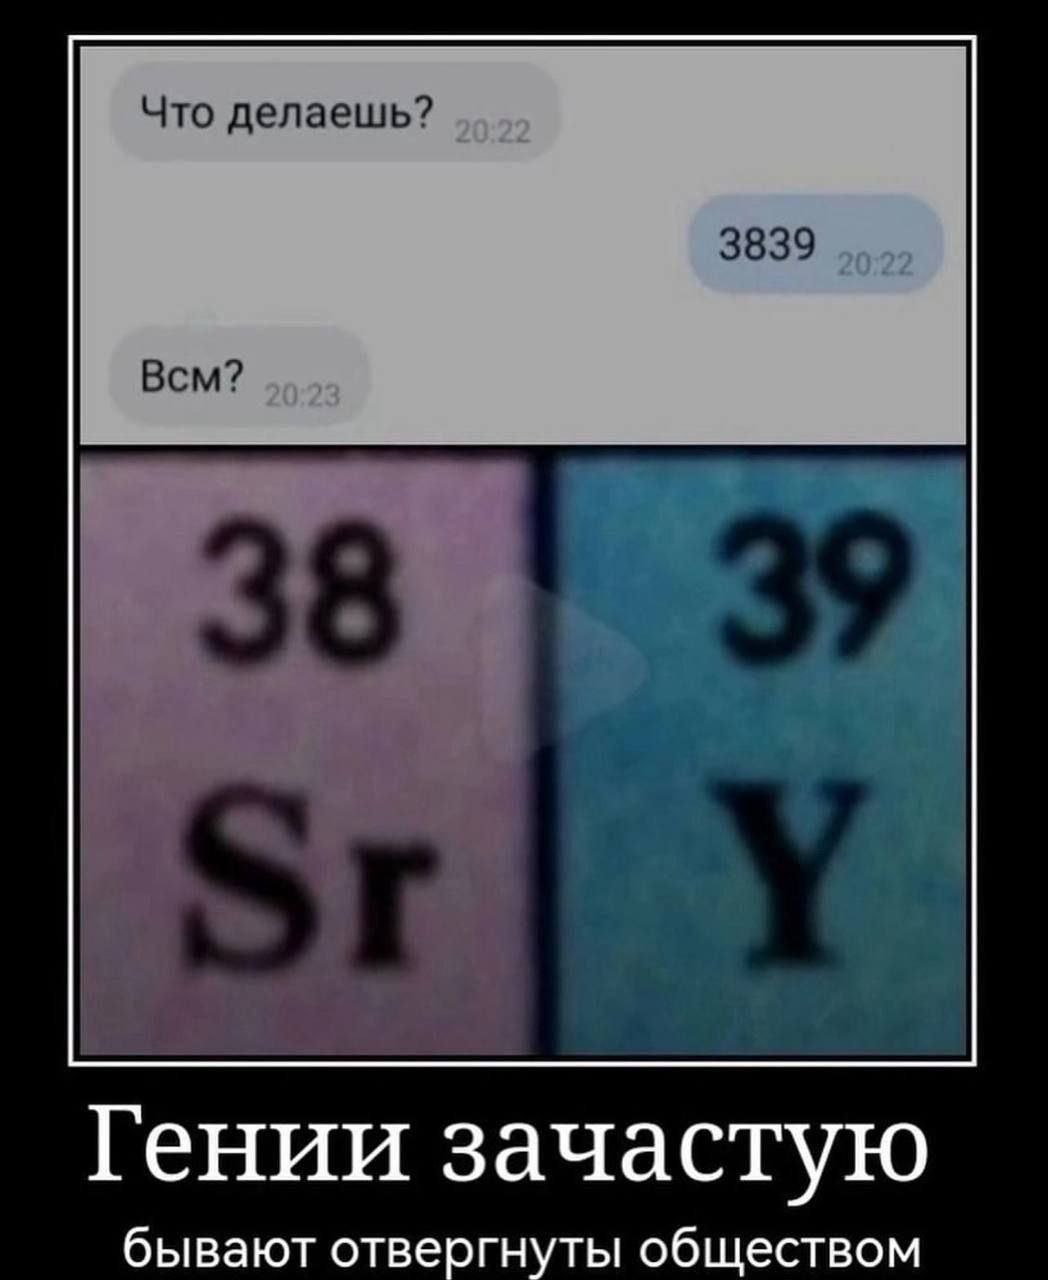 Что делаешь? 20:22
3839 20:22
Всм? 20:23
38 39
Sr Y
Гении зачастую
бывают отвергнуты обществом